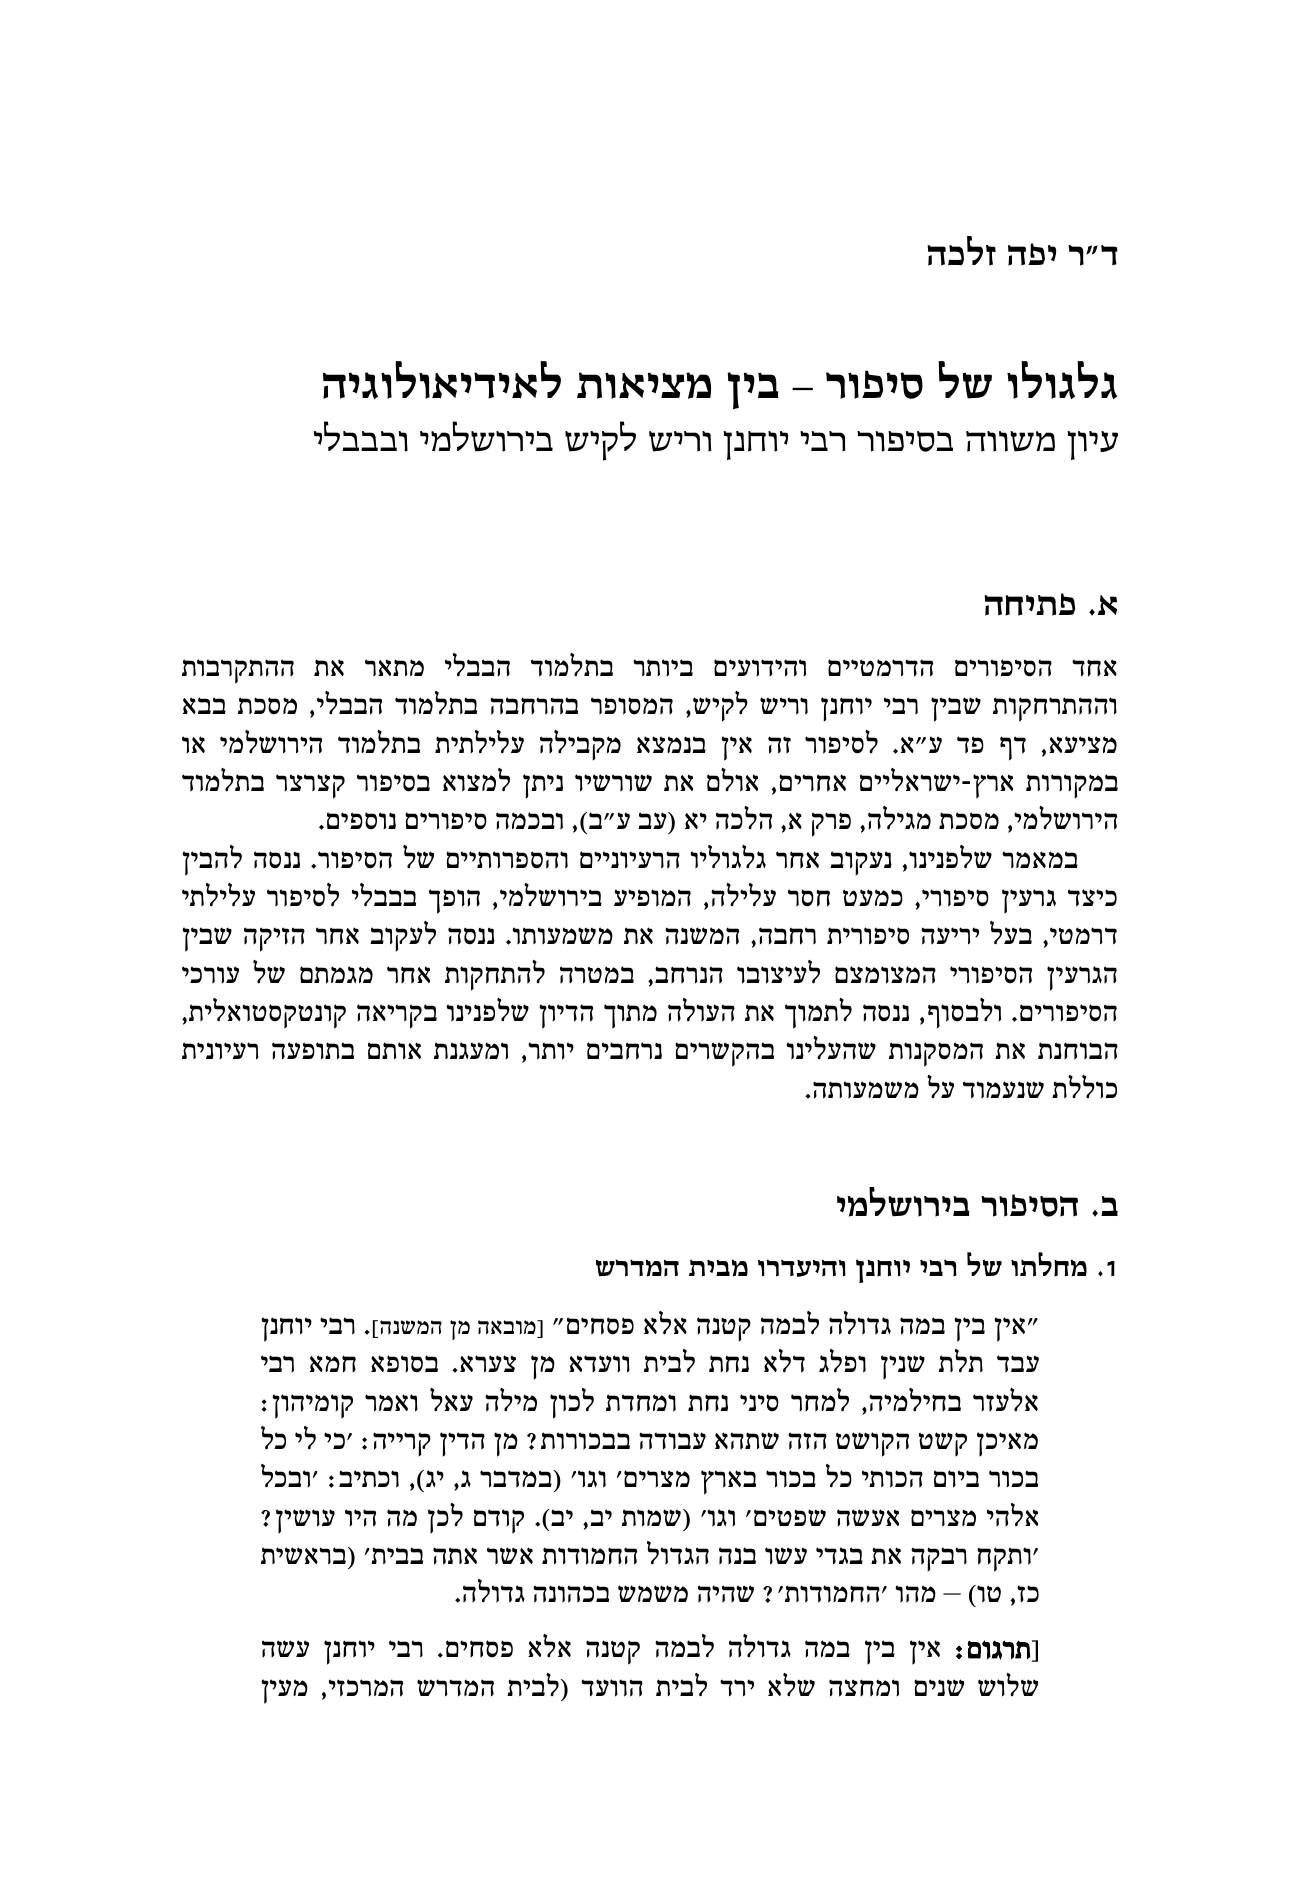 ד״ר יפה זלכה
גלגולו של סיפור – בין מציאות לאידיאולוגיה
עיון משווה בסיפור רבי יוחנן וריש לקיש בירושלמי ובבבלי
א. פתיחה
אחד הסיפורים הדרמטיים והידועים ביותר בתלמוד הבבלי מתאר את ההתקרבות
וההתרחקות שבין רבי יוחנן וריש לקיש, המסופר בהרחבה בתלמוד הבבלי, מסכת בבא
מציעא, דף פד ע״א. לסיפור זה אין בנמצא מקבילה עלילתית בתלמוד הירושלמי או
במקורות ארץ-ישראליים אחרים, אולם את שורשיו ניתן למצוא בסיפור קצרצר בתלמוד
הירושלמי, מסכת מגילה, פרק א, הלכה יא (עב ע״ב), ובכמה סיפורים נוספים.
במאמר שלפנינו, נעקוב אחר גלגוליו הרעיוניים והספרותיים של הסיפור. ננסה להבין
כיצד גרעין סיפורי, כמעט חסר עלילה, המופיע בירושלמי, הופך בבבלי לסיפור עלילתי
דרמטי, בעל יריעה סיפורית רחבה, המשנה את משמעותו. ננסה לעקוב אחר הזיקה שבין
הגרעין הסיפורי המצומצם לעיצובו הנרחב, במטרה להתחקות אחר מגמתם של עורכי
הסיפורים. ולבסוף, ננסה לתמוך את העולה מתוך הדיון שלפנינו בקריאה קונטקסטואלית,
הבוחנת את המסקנות שהעלינו בהקשרים נרחבים יותר, ומעגנת אותם בתופעה רעיונית
כוללת שנעמוד על משמעותה.
ב. הסיפור בירושלמי
1. מחלתו של רבי יוחנן והיעדרו מבית המדרש
״אין בין במה גדולה לבמה קטנה אלא פסחים״ [מובאה מן המשנה]. רבי יוחנן
עבד תלת שנין ופלג דלא נחת לבית וועדא מן צערא. בסופא חמא רבי
אלעזר בחילמיה, למחר סיני נחת ומחדת לכון מילה עאל ואמר קומיהון:
מאיכן קשט הקושט הזה שתהא עבודה בבכורות? מן הדין קרייה: ׳כי לי כל
בכור ביום הכותי כל בכור בארץ מצרים׳ וגו׳ (במדבר ג, יג), וכתיב: ׳ובכל
אלהי מצרים אעשה שפטים׳ וגו׳ (שמות יב, יב). קודם לכן מה היו עושין?
׳ותקח רבקה את בגדי עשו בנה הגדול החמודות אשר אתה בבית׳ (בראשית
כז, טו) – מהו ׳החמודות׳? שהיה משמש בכהונה גדולה.
[תרגום: אין בין במה גדולה לבמה קטנה אלא פסחים. רבי יוחנן עשה
שלוש שנים ומחצה שלא ירד לבית הוועד (לבית המדרש המרכזי, מעין